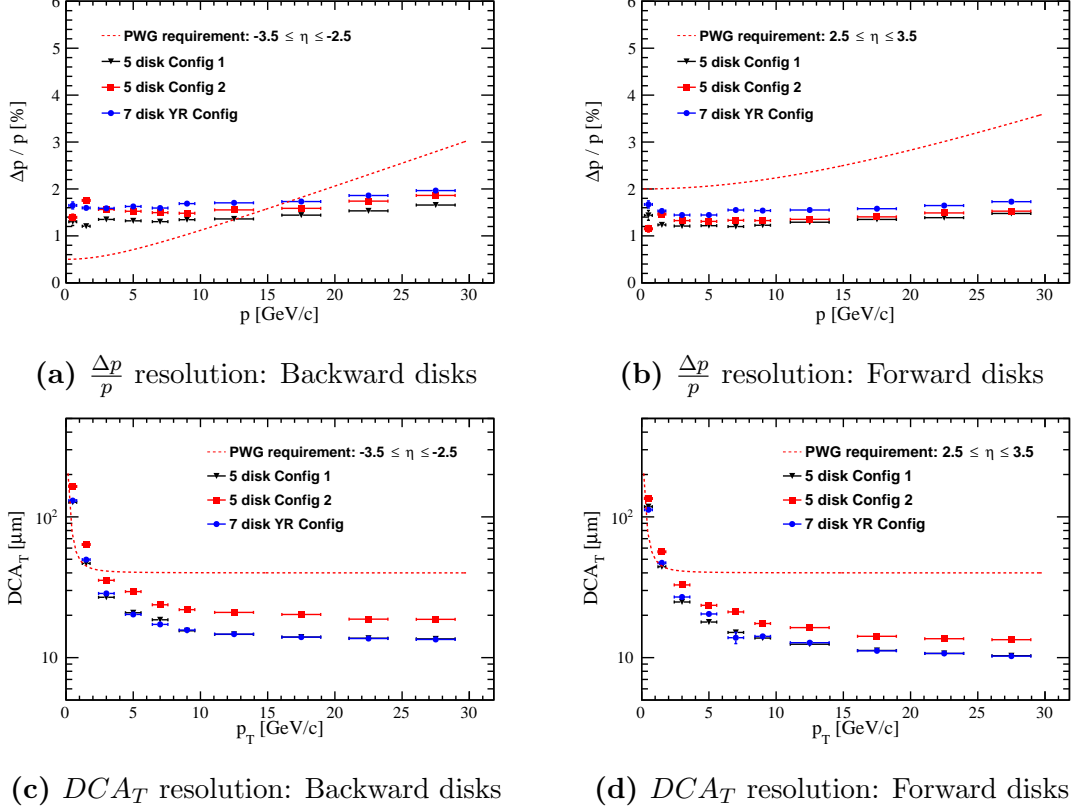 6
5
4
3
2
1
0
Δp / p [%]
PWG requirement: -3.5 ≤ η ≤ -2.5
5 disk Config 1
5 disk Config 2
7 disk YR Config
0 5 10 15 20 25 30
p [GeV/c]
(a) Δp/p resolution: Backward disks
6
5
4
3
2
1
0
Δp / p [%]
PWG requirement: 2.5 ≤ η ≤ 3.5
5 disk Config 1
5 disk Config 2
7 disk YR Config
0 5 10 15 20 25 30
p [GeV/c]
(b) Δp/p resolution: Forward disks
10²
10
DCA_T [μm]
PWG requirement: -3.5 ≤ η ≤ -2.5
5 disk Config 1
5 disk Config 2
7 disk YR Config
0 5 10 15 20 25 30
p_T [GeV/c]
(c) DCA_T resolution: Backward disks
10²
10
DCA_T [μm]
PWG requirement: 2.5 ≤ η ≤ 3.5
5 disk Config 1
5 disk Config 2
7 disk YR Config
0 5 10 15 20 25 30
p_T [GeV/c]
(d) DCA_T resolution: Forward disks